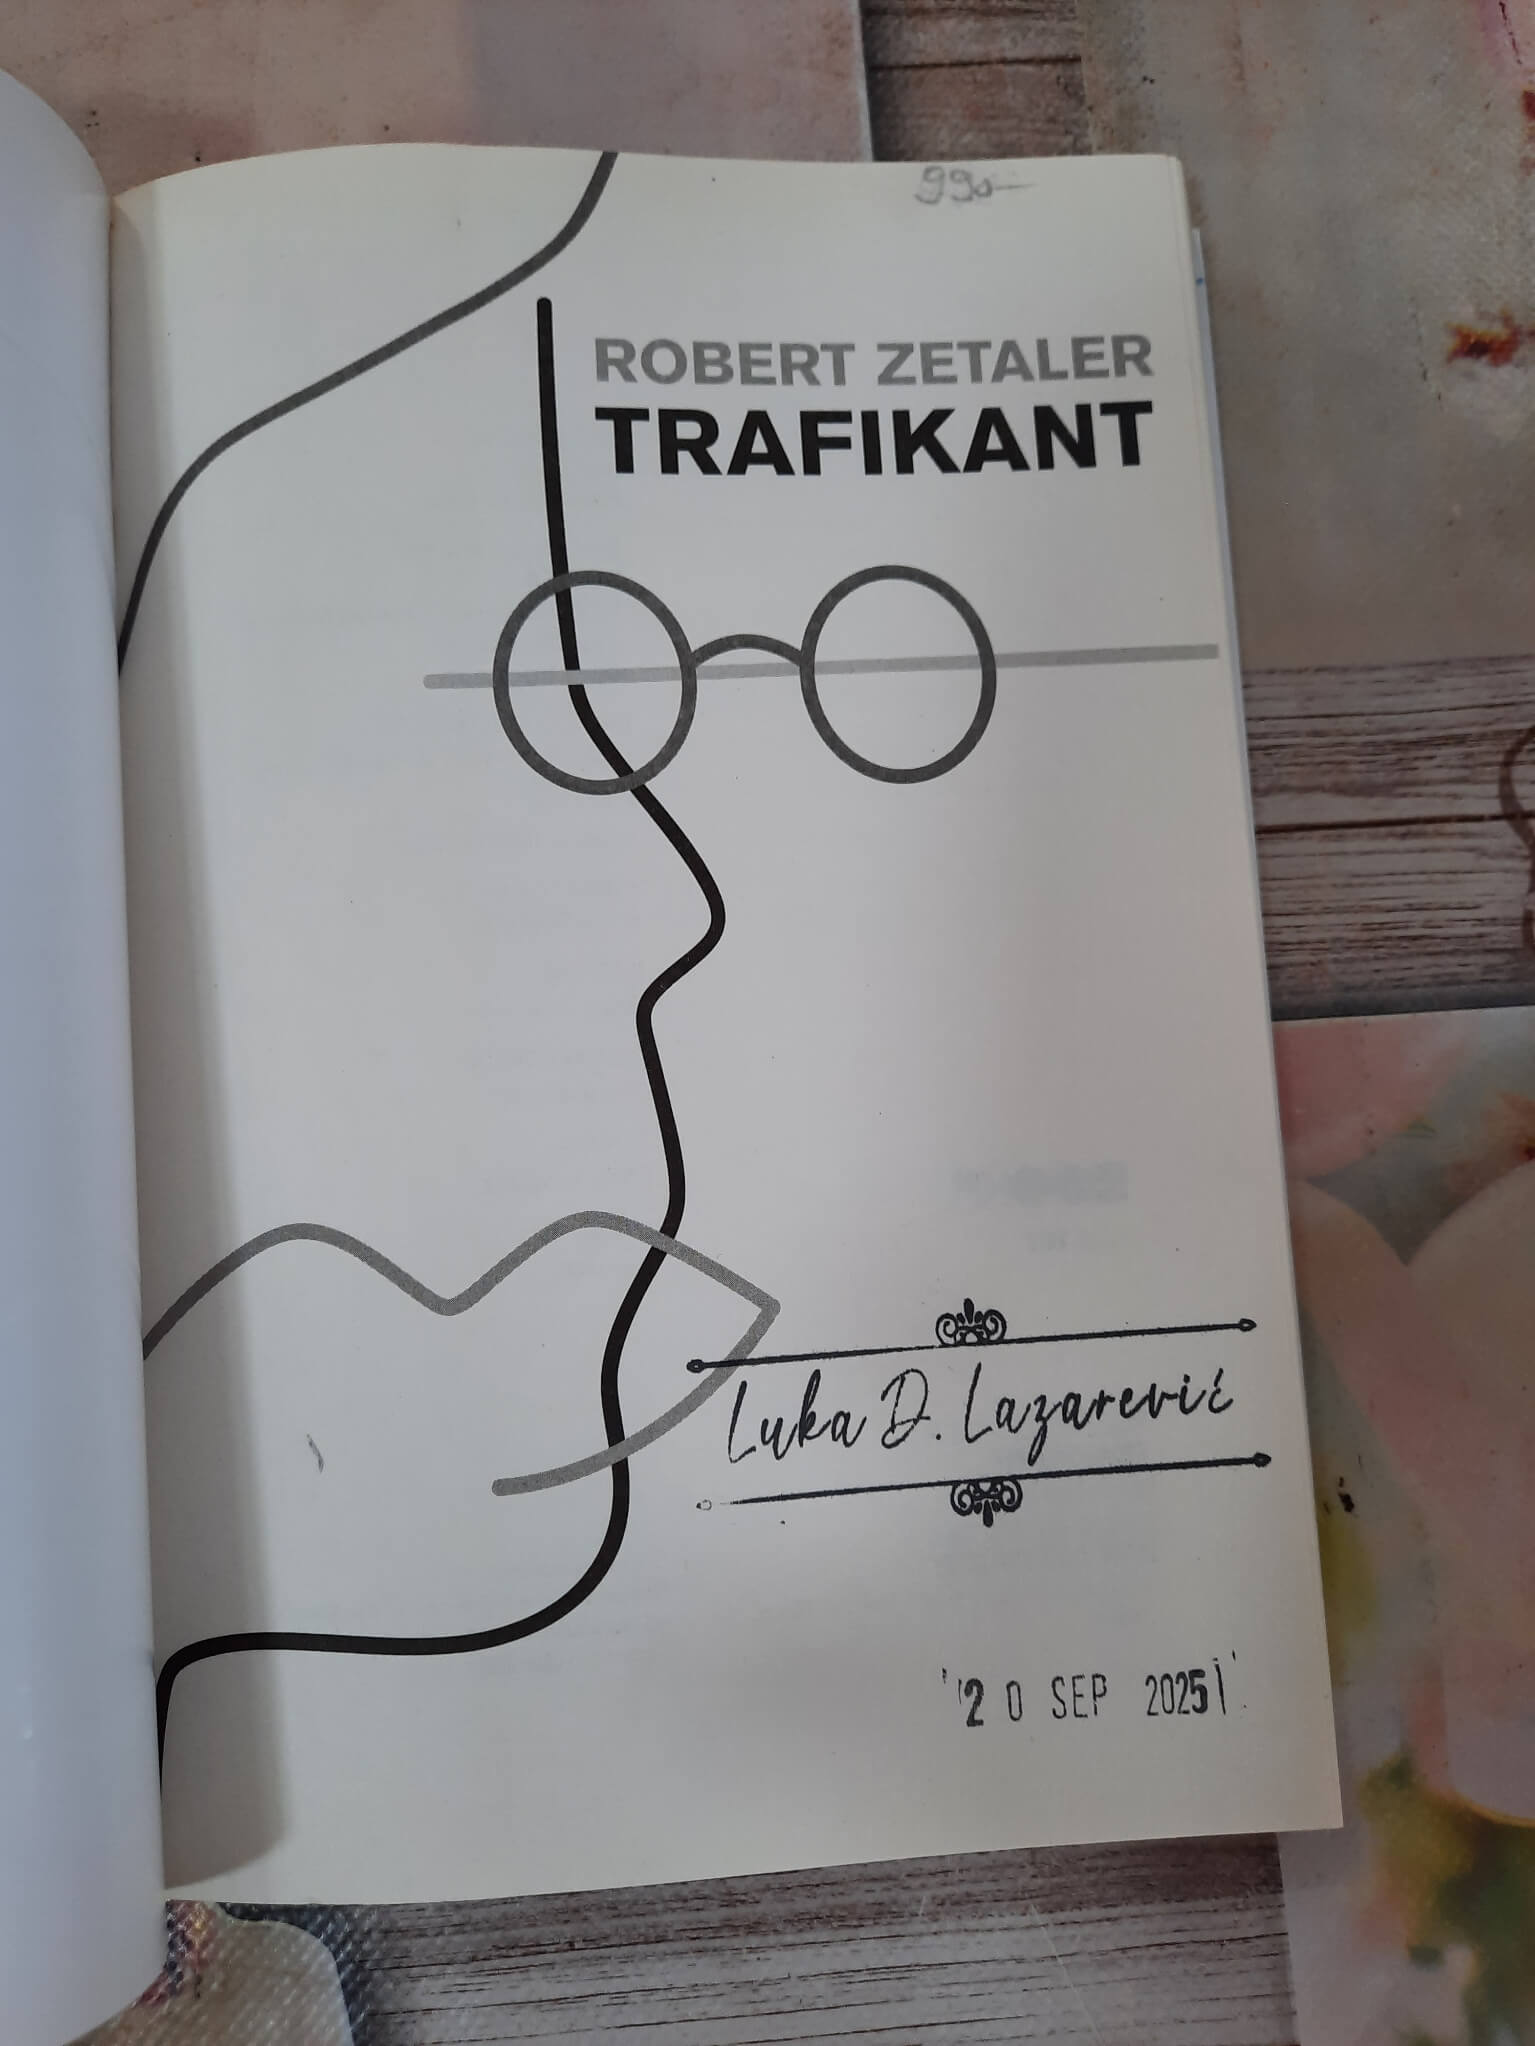 990-
ROBERT ZETALER
TRAFIKANT
Luka D. Lazarević
20 SEP 2025